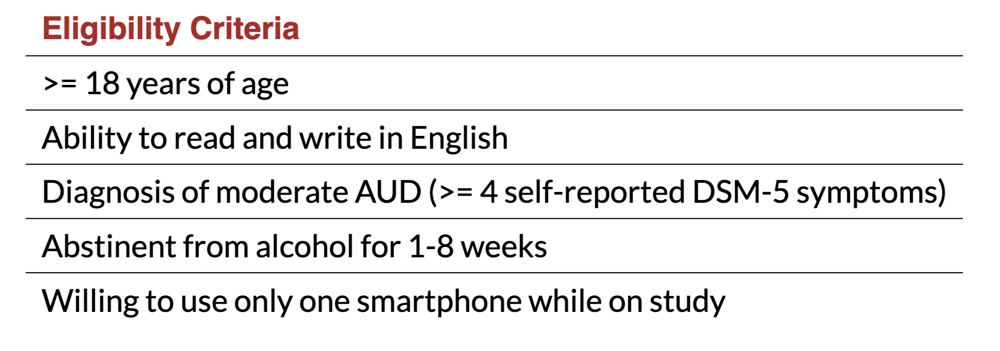 Eligibility Criteria
>= 18 years of age
Ability to read and write in English
Diagnosis of moderate AUD (>= 4 self-reported DSM-5 symptoms)
Abstinent from alcohol for 1-8 weeks
Willing to use only one smartphone while on study